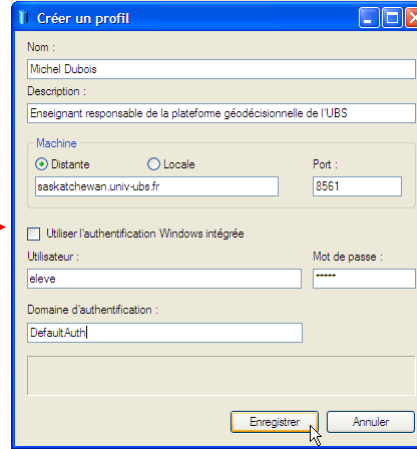 Créer un profil
Nom :
Michel Dubois
Description :
Enseignant responsable de la plateforme géodécisionnelle de l'UBS
Machine
Distante Locale Port :
saskatchewan.univ-ubs.fr 8561
Utiliser l'authentification Windows intégrée
Utilisateur : Mot de passe :
eleve *****
Domaine d'authentification :
DefaultAuth
Enregistrer Annuler